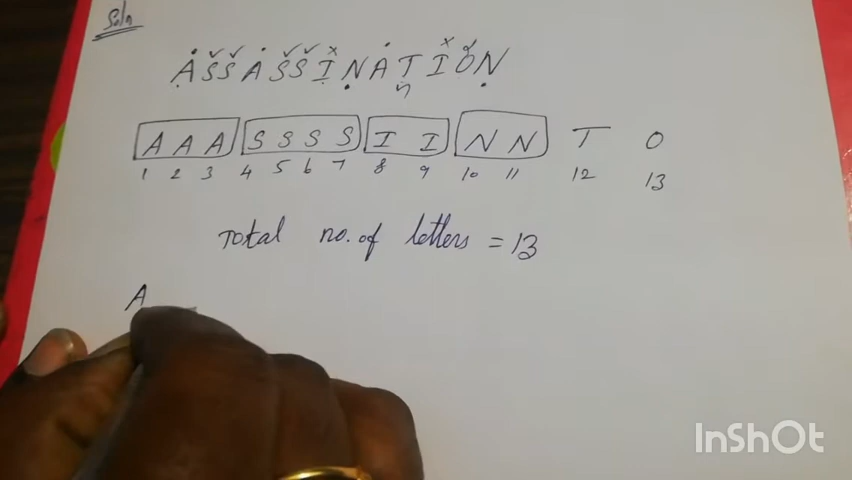 Soln
ASSASSINATION
A A A S S S S I I N N T O
1 2 3 4 5 6 7 8 9 10 11 12 13
Total no. of letters = 13
A
InShOt